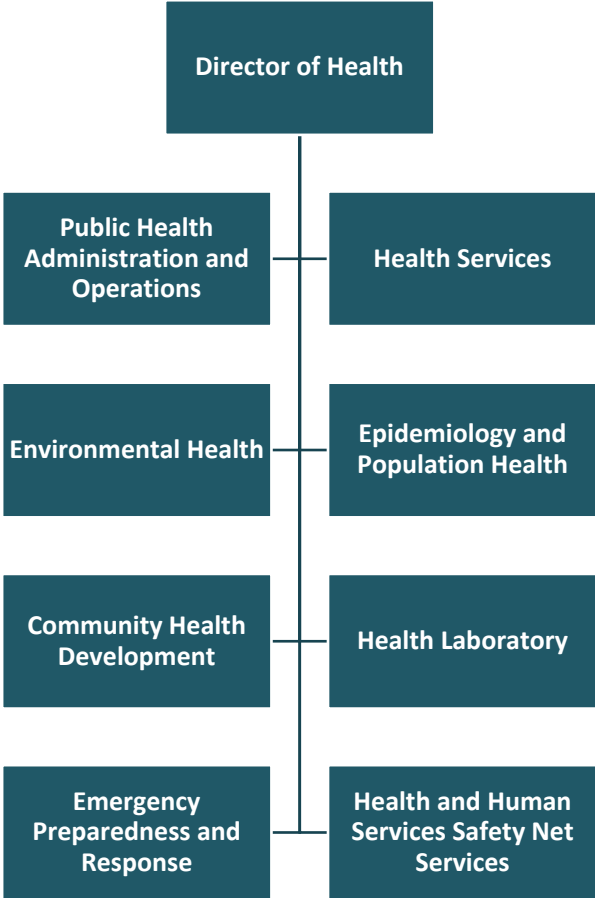 Director of Health
Public Health
Administration and
Operations
Health Services
Environmental Health
Epidemiology and
Population Health
Community Health
Development
Health Laboratory
Emergency
Preparedness and
Response
Health and Human
Services Safety Net
Services